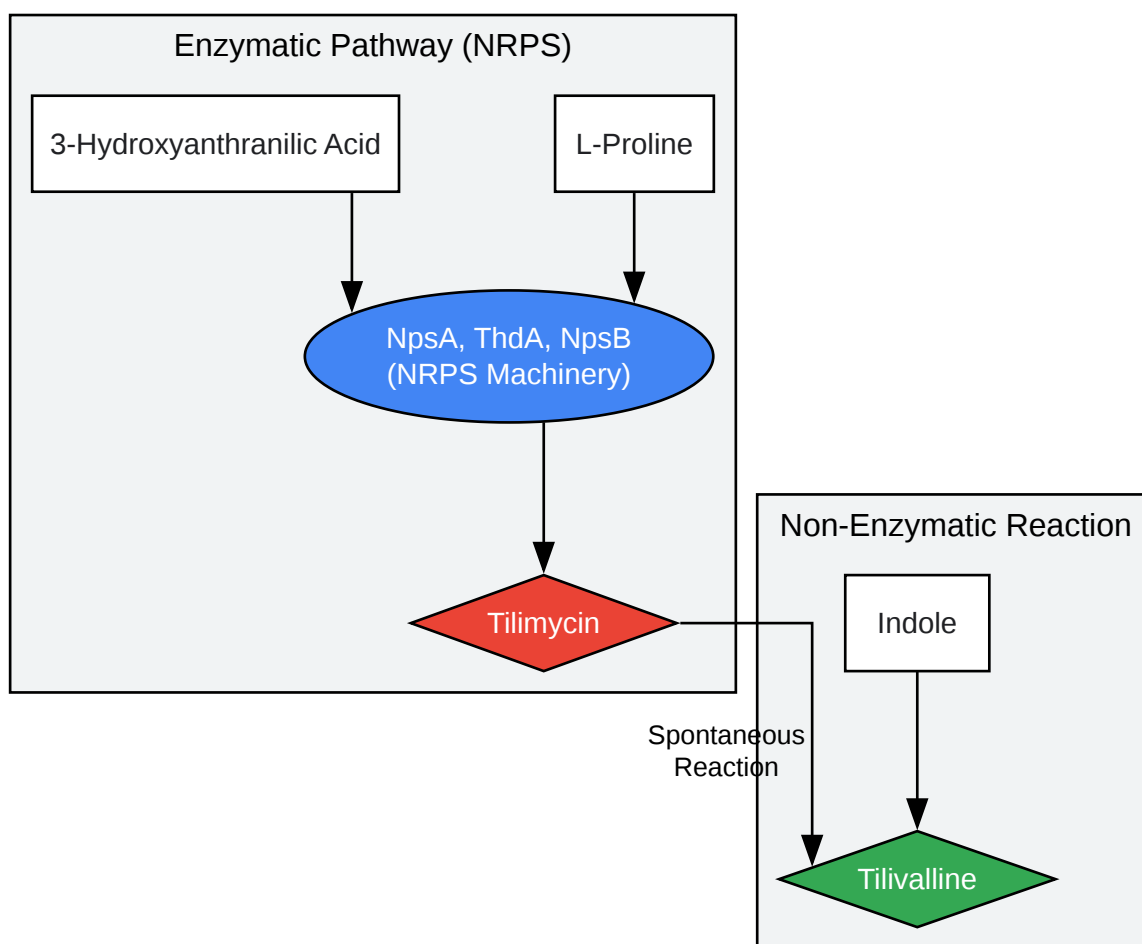 Enzymatic Pathway (NRPS)
3-Hydroxyanthranilic Acid
L-Proline
NpsA, ThdA, NpsB
(NRPS Machinery)
Tilimycin
Non-Enzymatic Reaction
Indole
Spontaneous
Reaction
Tilivalline